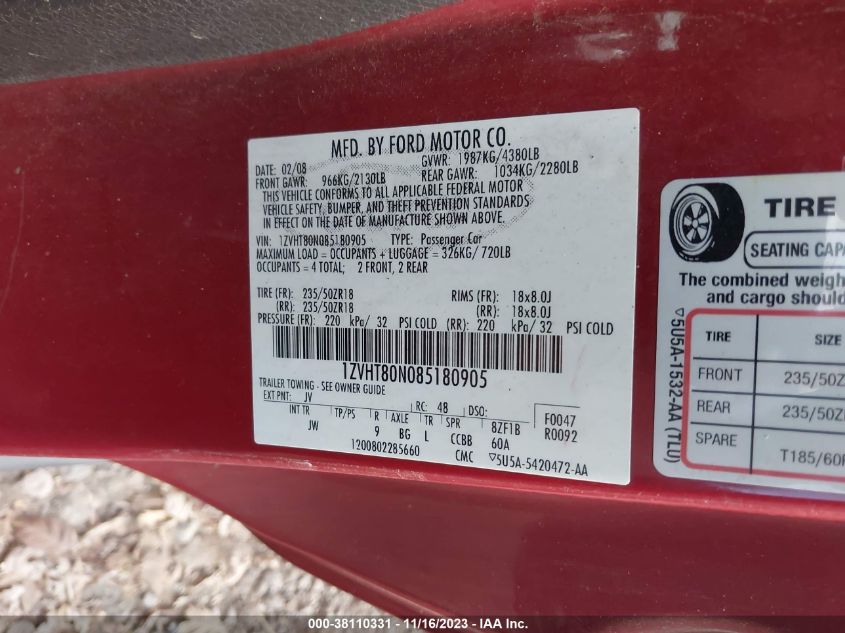 MFD. BY FORD MOTOR CO.
DATE: 02/08 GVWR: 1987KG/4380LB
FRONT GAWR: 966KG/2130LB REAR GAWR: 1034KG/2280LB
THIS VEHICLE CONFORMS TO ALL APPLICABLE FEDERAL MOTOR
VEHICLE SAFETY, BUMPER, AND THEFT PREVENTION STANDARDS
IN EFFECT ON THE DATE OF MANUFACTURE SHOWN ABOVE.
VIN: 1ZVHT80N085180905 TYPE: Passenger Car
MAXIMUM LOAD = OCCUPANTS + LUGGAGE = 326KG/ 720LB
OCCUPANTS = 4 TOTAL; 2 FRONT, 2 REAR
TIRE (FR): 235/50ZR18 RIMS (FR): 18x8.0J
(RR): 235/50ZR18 (RR): 18x8.0J
PRESSURE (FR): 220 kPa/ 32 PSI COLD (RR): 220 kPa/ 32 PSI COLD
1ZVHT80N085180905
TRAILER TOWING - SEE OWNER GUIDE
EXT PNT: JV RC: 48 DSO: F0047
INT TR TP/PS R AXLE TR SPR 8ZF1B R0092
JW 9 BG L CCBB 60A
1200802285660 CMC ▽5U5A-5420472-AA
TIRE
SEATING CAPA
The combined weigh
and cargo shoul
▽5U5A-1532-AA (TL0)
TIRE SIZE
FRONT 235/50Z
REAR 235/50Z
SPARE T185/60
000-38110331 - 11/16/2023 - IAA Inc.